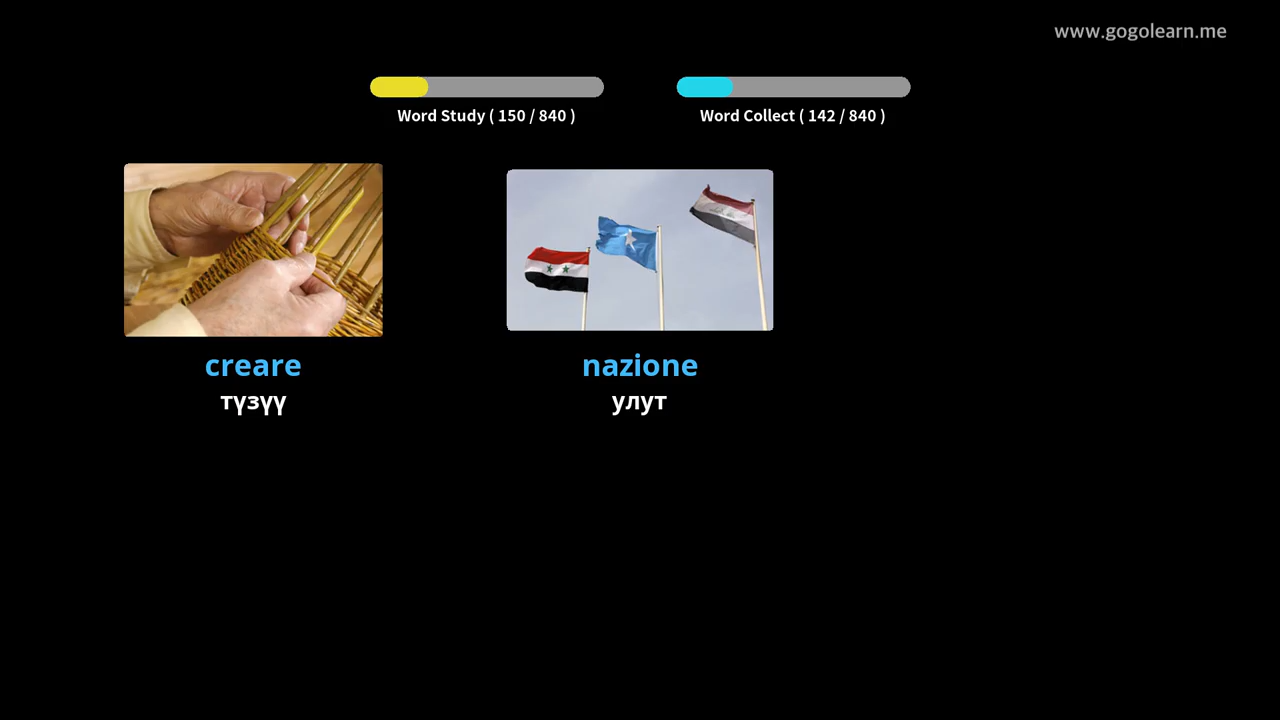 www.gogolearn.me
Word Study ( 150 / 840 )
Word Collect ( 142 / 840 )
creare
түзүү
nazione
улут